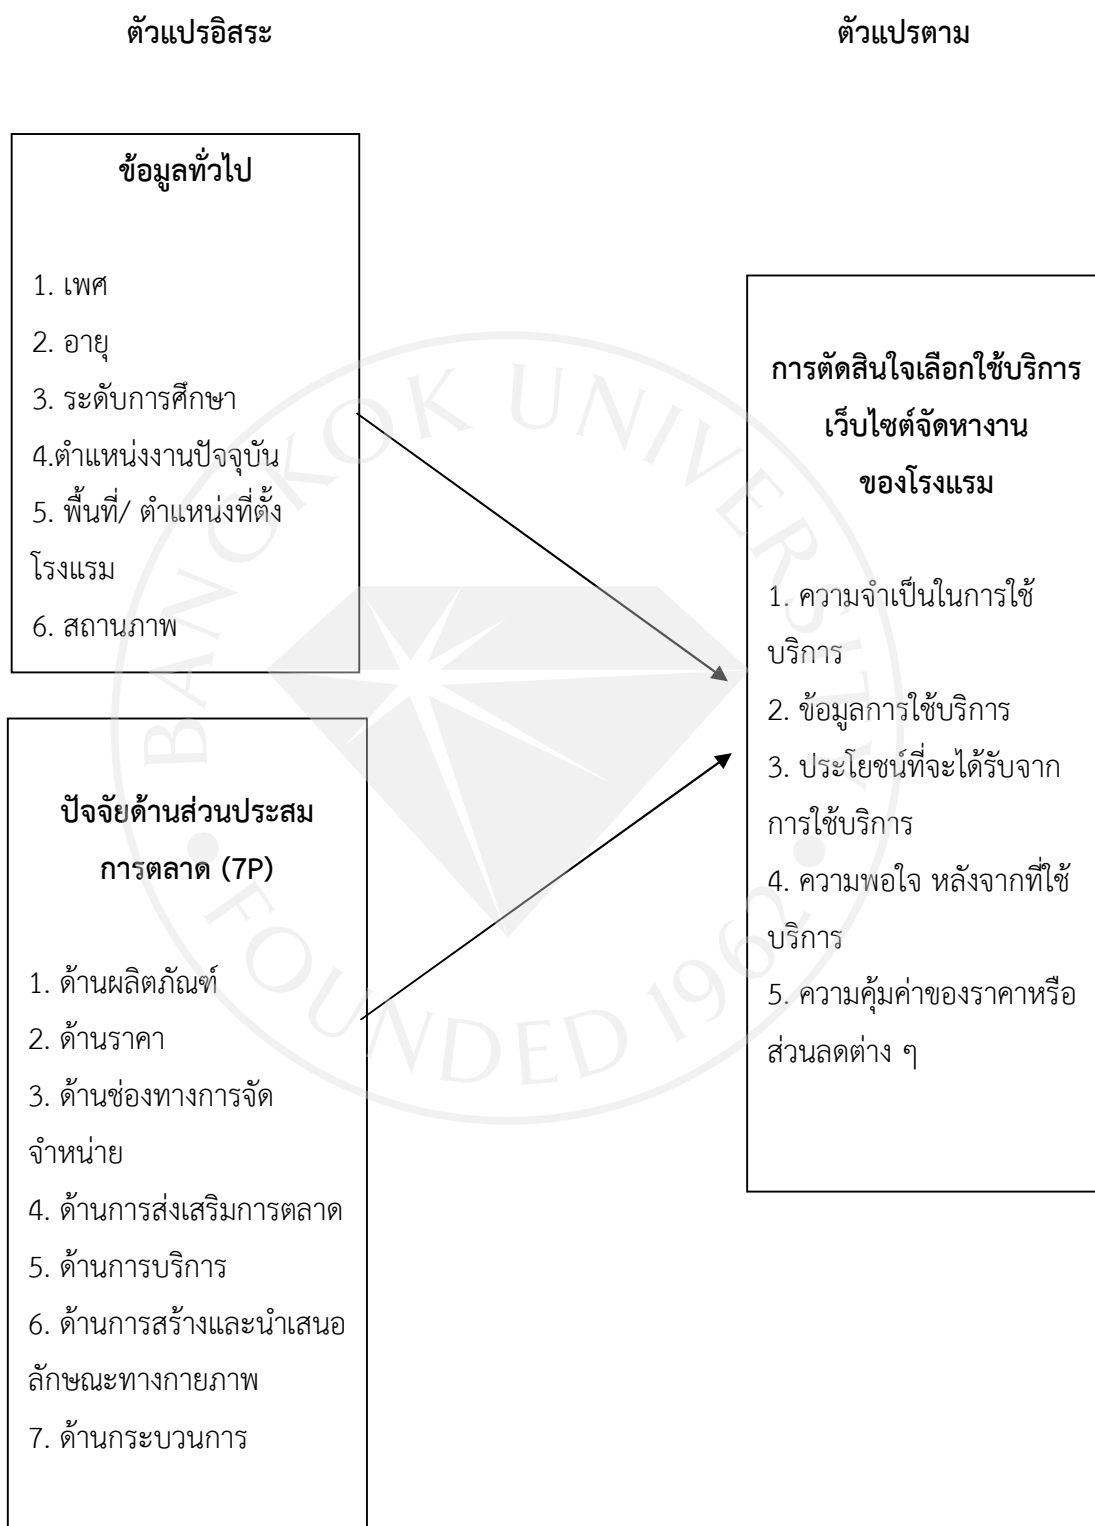 ตัวแปรอิสระ
ตัวแปรตาม
ข้อมูลทั่วไป
1. เพศ
2. อายุ
3. ระดับการศึกษา
4.ตำแหน่งงานปัจจุบัน
5. พื้นที่/ ตำแหน่งที่ตั้ง
โรงแรม
6. สถานภาพ
ปัจจัยด้านส่วนประสม
การตลาด (7P)
1. ด้านผลิตภัณฑ์
2. ด้านราคา
3. ด้านช่องทางการจัด
จำหน่าย
4. ด้านการส่งเสริมการตลาด
5. ด้านการบริการ
6. ด้านการสร้างและนำเสนอ
ลักษณะทางกายภาพ
7. ด้านกระบวนการ
การตัดสินใจเลือกใช้บริการ
เว็บไซต์จัดหางาน
ของโรงแรม
1. ความจำเป็นในการใช้
บริการ
2. ข้อมูลการใช้บริการ
3. ประโยชน์ที่จะได้รับจาก
การใช้บริการ
4. ความพอใจ หลังจากที่ใช้
บริการ
5. ความคุ้มค่าของราคาหรือ
ส่วนลดต่าง ๆ
BANGKOK UNIVERSITY
FOUNDED 1962